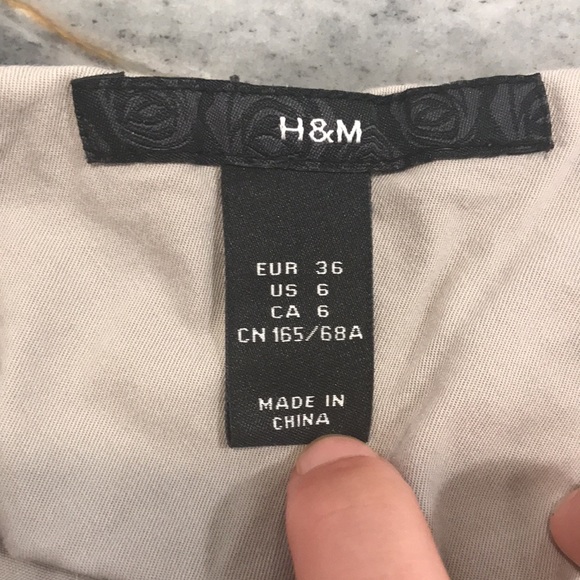 H&M
EUR 36
US 6
CA 6
CN 165/68A
MADE IN
CHINA